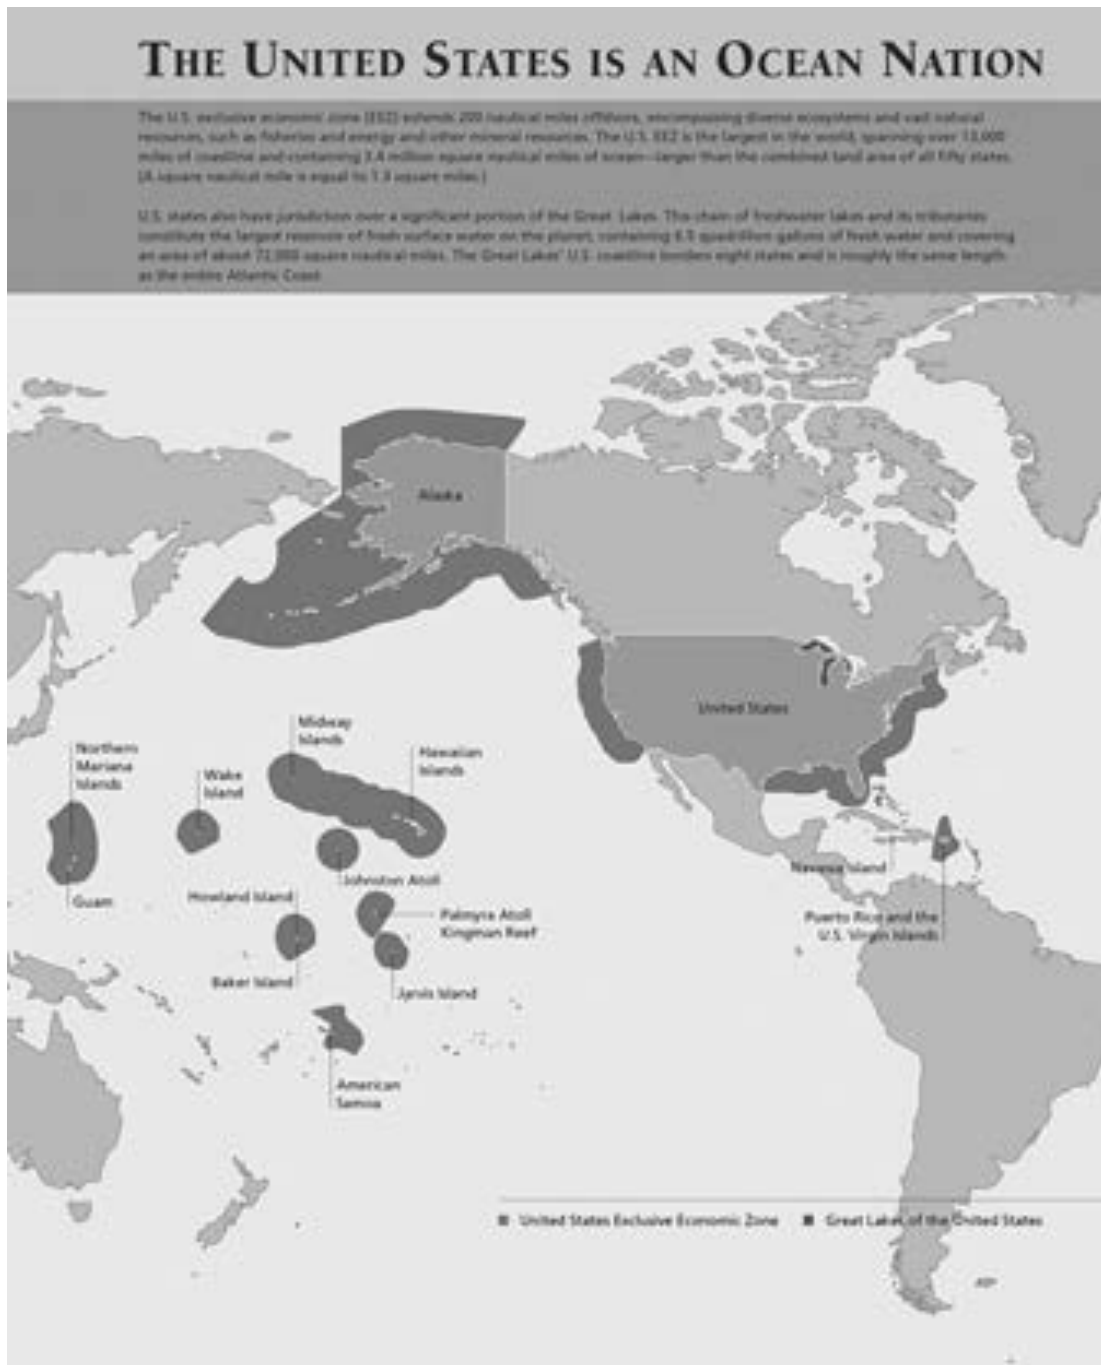 THE UNITED STATES IS AN OCEAN NATION
The U.S. exclusive economic zone (EEZ) extends 200 nautical miles offshore, encompassing diverse ecosystems and vast natural
resources, such as fisheries and energy and other mineral resources. The U.S. EEZ is the largest in the world, spanning over 13,000
miles of coastline and containing 3.4 million square nautical miles of ocean—larger than the combined land area of all fifty states.
(A square nautical mile is equal to 1.3 square miles.)
U.S. states also have jurisdiction over a significant portion of the Great Lakes. This chain of freshwater lakes and its tributaries
constitute the largest reservoir of fresh surface water on the planet, containing 6.5 quadrillion gallons of fresh water and covering
an area of about 72,000 square nautical miles. The Great Lakes' U.S. coastline borders eight states and is roughly the same length
as the entire Atlantic Coast.
Alaska
United States
Midway
Islands
Northern
Mariana
Islands
Hawaiian
Islands
Wake
Island
Johnston Atoll
Navassa Island
Guam
Howland Island
Palmyra Atoll
Kingman Reef
Puerto Rico and the
U.S. Virgin Islands
Baker Island
Jarvis Island
American
Samoa
United States Exclusive Economic Zone
Great Lakes of the United States